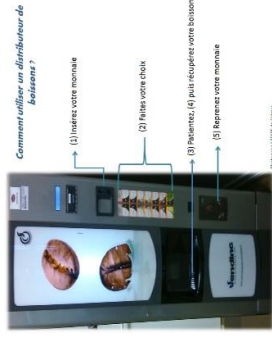 Comment utiliser un distributeur de
boissons ?
(1) Insérez votre monnaie
(2) Faites votre choix
(3) Patientez, (4) puis récupérez votre boisson
(5) Reprenez votre monnaie
Vending